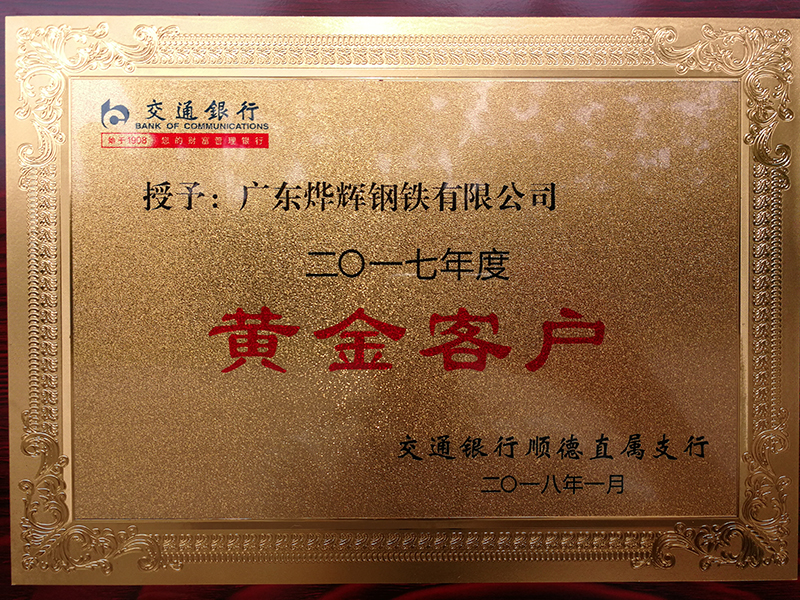 交通銀行
BANK OF COMMUNICATIONS
始于1908 您的财富管理银行
授予：广东烨辉钢铁有限公司
二〇一七年度
黄金客户
交通银行顺德直属支行
二〇一八年一月